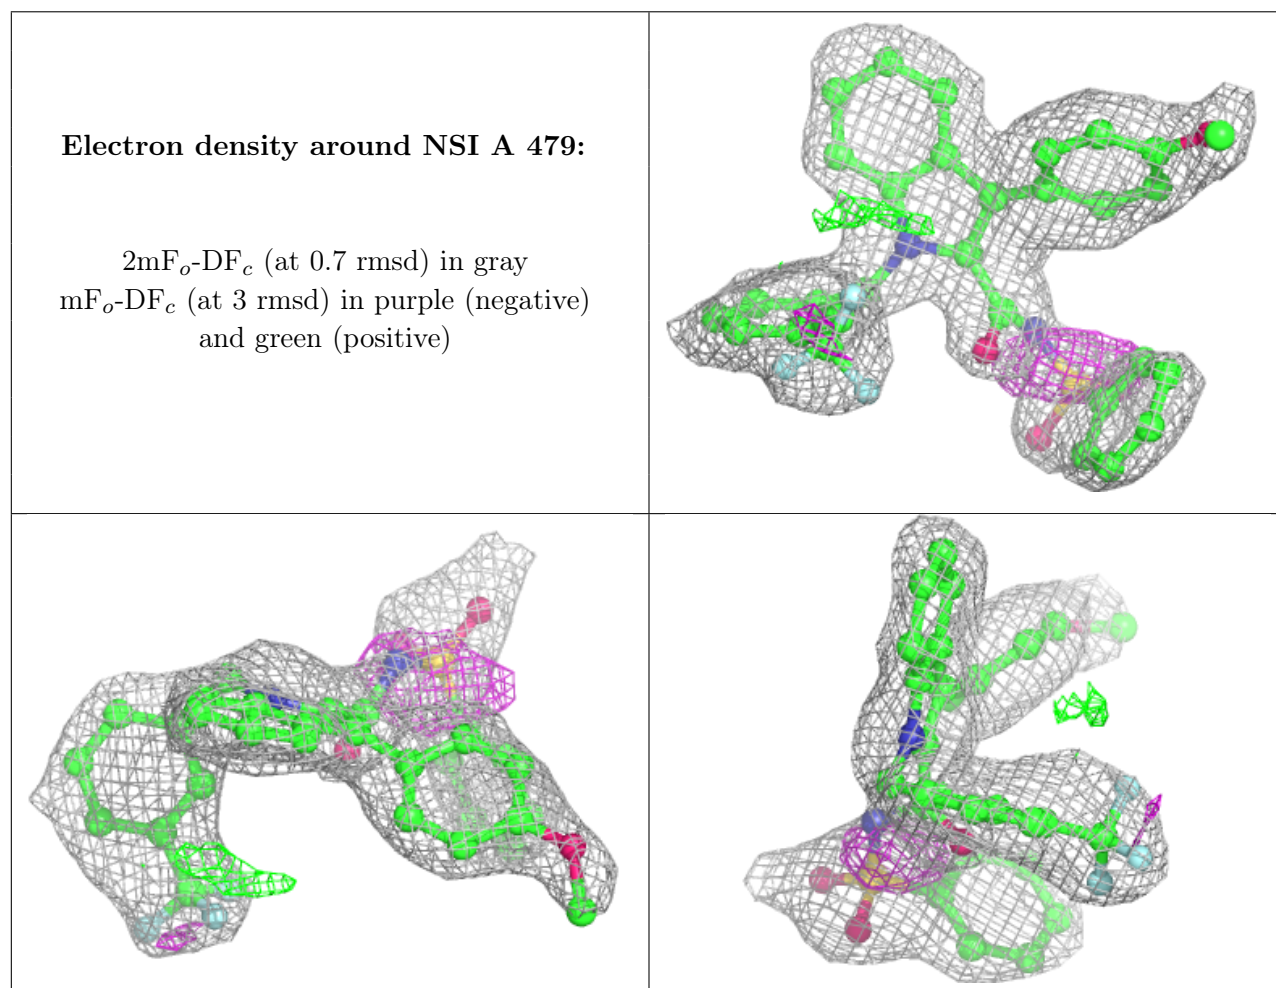 Electron density around NSI A 479:
2mFo-DFc (at 0.7 rmsd) in gray
mFo-DFc (at 3 rmsd) in purple (negative)
and green (positive)